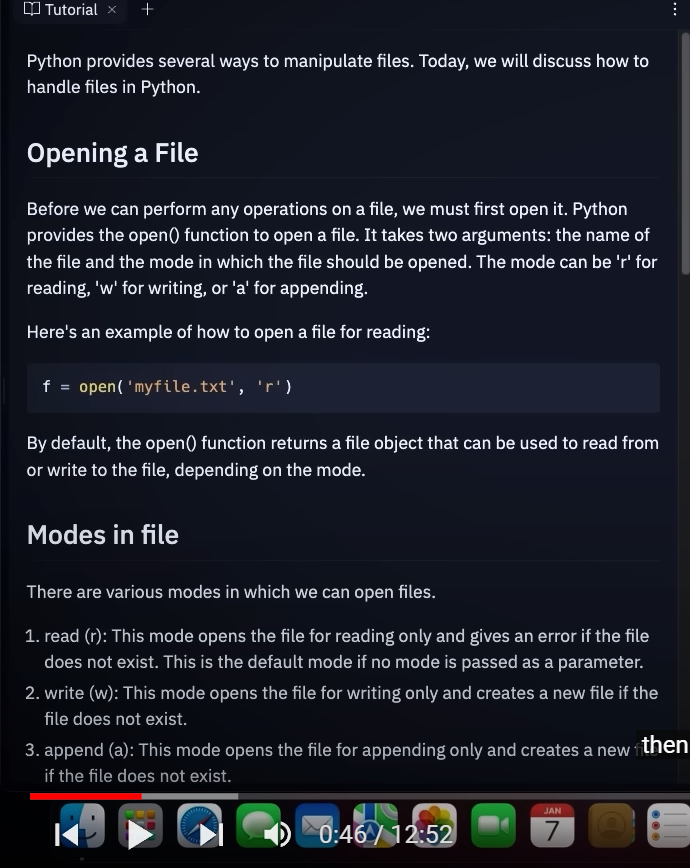 Tutorial × +
Python provides several ways to manipulate files. Today, we will discuss how to
handle files in Python.
Opening a File
Before we can perform any operations on a file, we must first open it. Python
provides the open() function to open a file. It takes two arguments: the name of
the file and the mode in which the file should be opened. The mode can be 'r' for
reading, 'w' for writing, or 'a' for appending.
Here's an example of how to open a file for reading:
f = open('myfile.txt', 'r')
By default, the open() function returns a file object that can be used to read from
or write to the file, depending on the mode.
Modes in file
There are various modes in which we can open files.
1. read (r): This mode opens the file for reading only and gives an error if the file
does not exist. This is the default mode if no mode is passed as a parameter.
2. write (w): This mode opens the file for writing only and creates a new file if the
file does not exist.
3. append (a): This mode opens the file for appending only and creates a new
then
if the file does not exist.
JAN
7
0:46 / 12:52